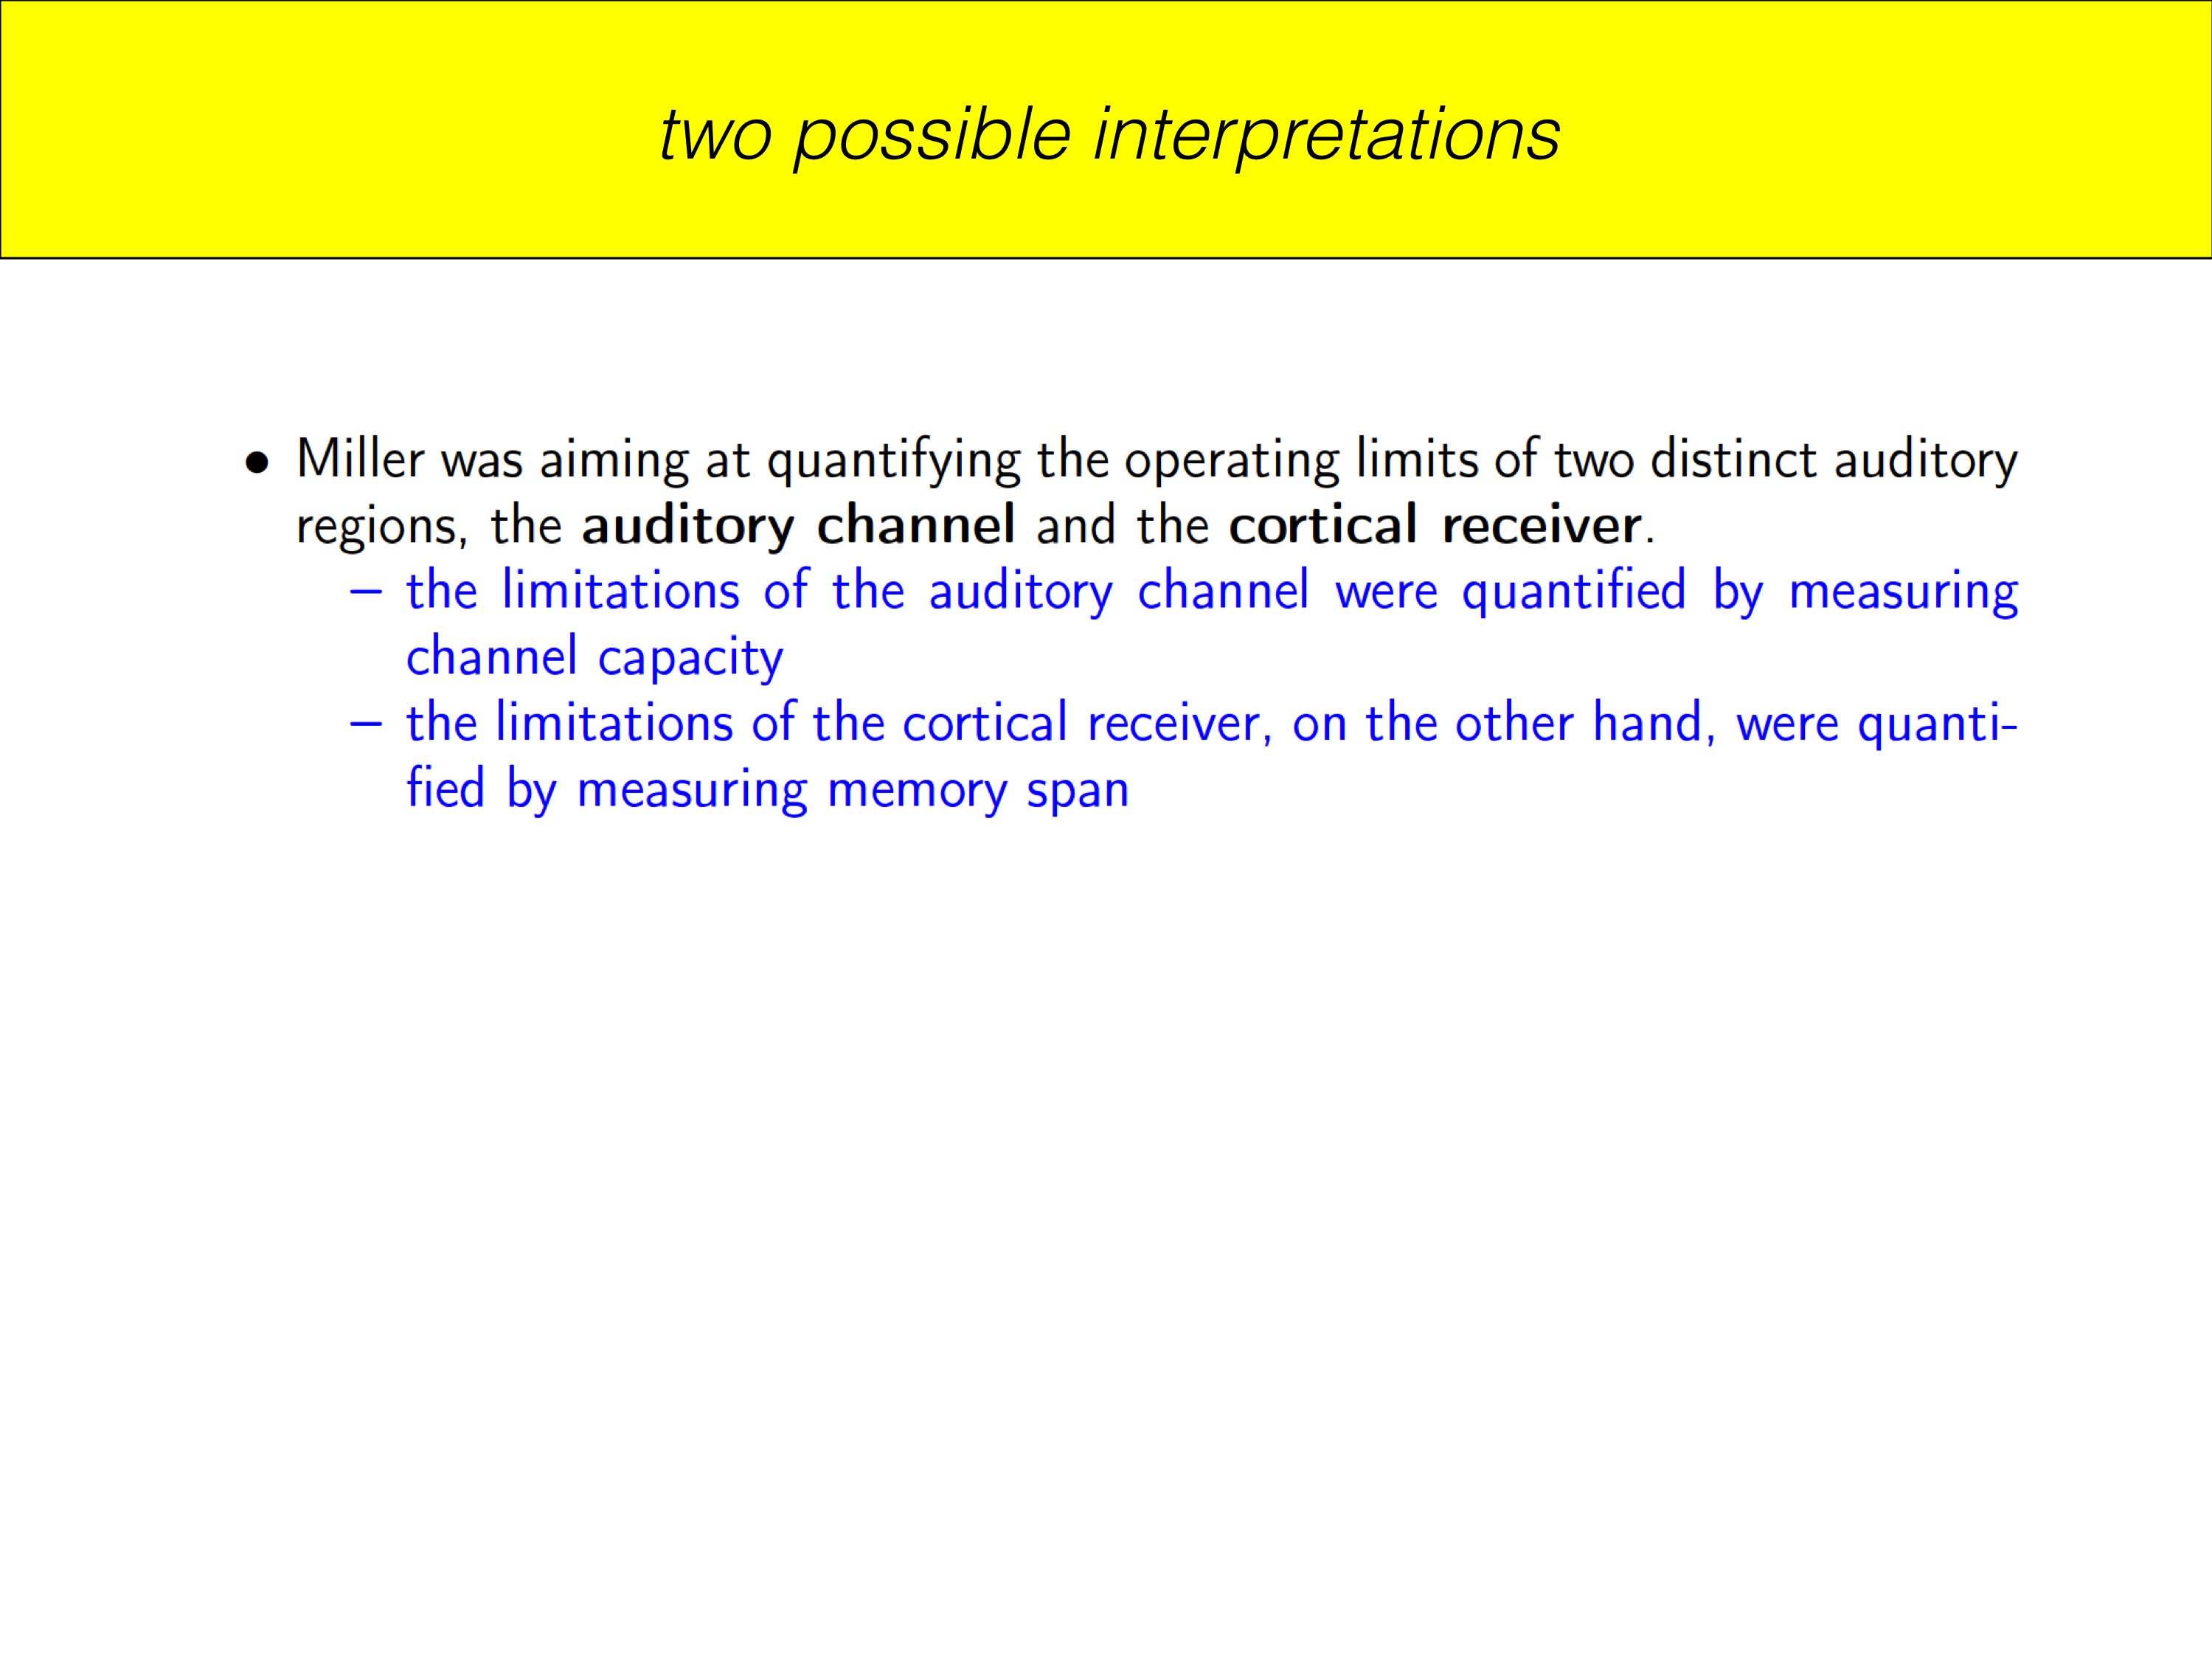 two possible interpretations
• Miller was aiming at quantifying the operating limits of two distinct auditory
regions, the auditory channel and the cortical receiver.
– the limitations of the auditory channel were quantified by measuring
channel capacity
– the limitations of the cortical receiver, on the other hand, were quanti-
fied by measuring memory span